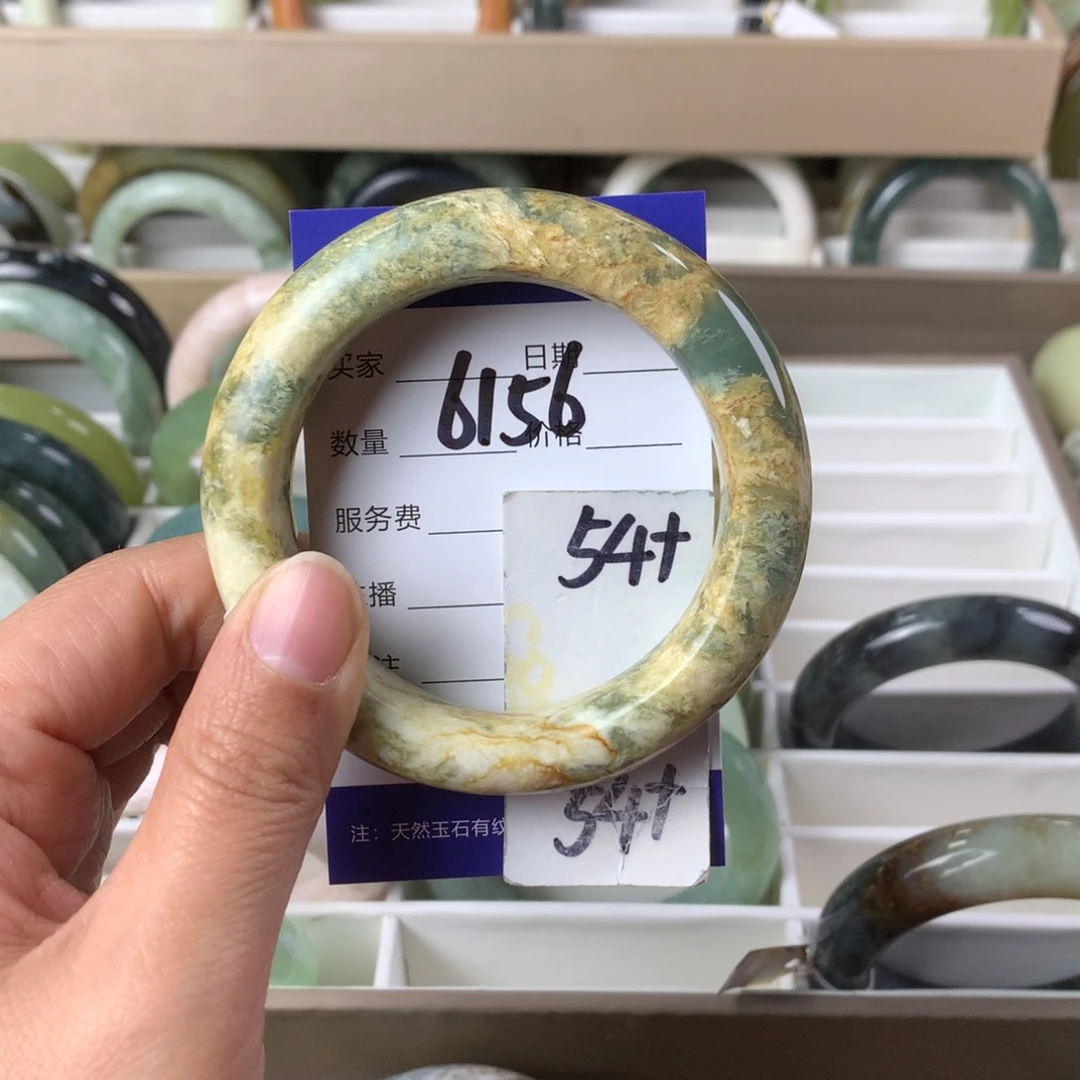 买家 日期
6156
数量 价格
服务费
54+
播
注
54+
注：天然玉石有纹